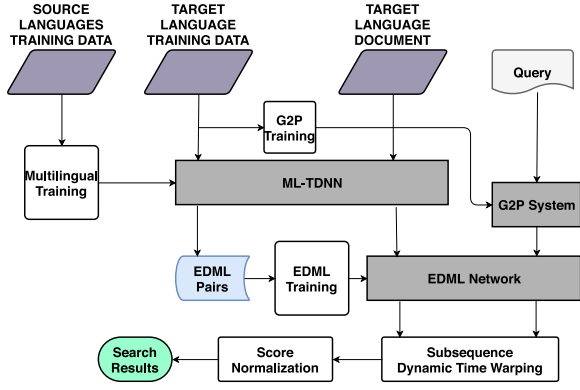 SOURCE
LANGUAGES
TRAINING DATA
TARGET
LANGUAGE
TRAINING DATA
TARGET
LANGUAGE
DOCUMENT
Query
G2P
Training
Multilingual
Training
ML-TDNN
G2P System
EDML
Pairs
EDML
Training
EDML Network
Search
Results
Score
Normalization
Subsequence
Dynamic Time Warping